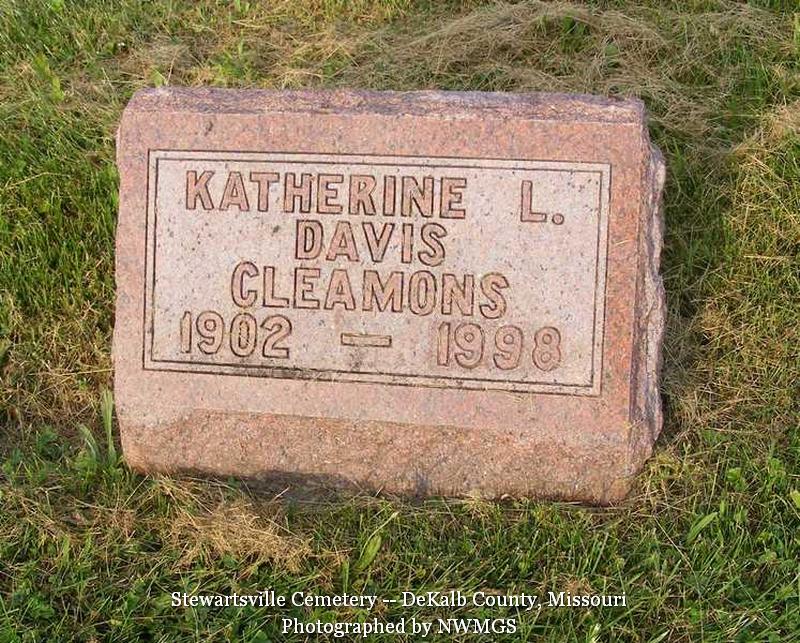 KATHERINE L.
DAVIS
CLEAMONS
1902 — 1998
Stewartsville Cemetery -- DeKalb County, Missouri
Photographed by NWMGS